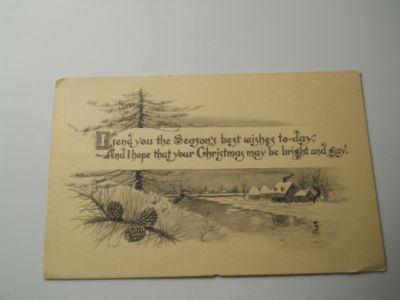 I send you the Season's best wishes to-day,
And I hope that your Christmas may be bright and gay.